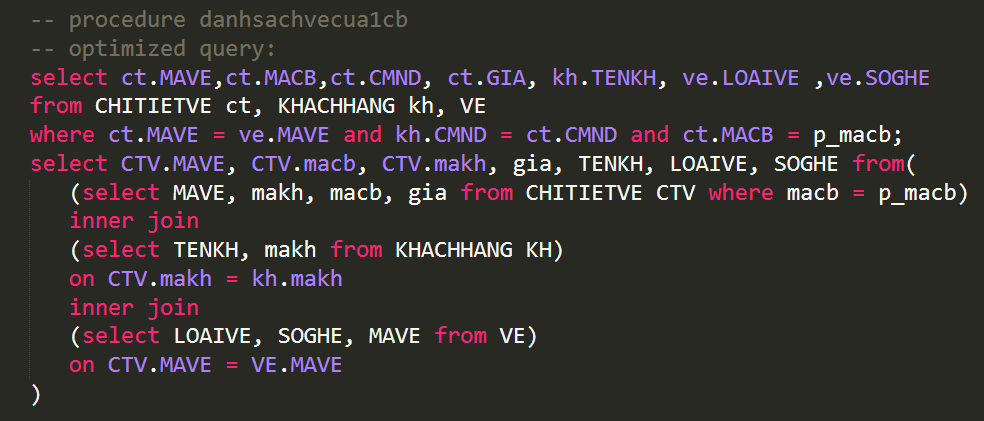 -- procedure danhsachvecua1cb
-- optimized query:
select ct.MAVE,ct.MACB,ct.CMND, ct.GIA, kh.TENKH, ve.LOAIVE ,ve.SOGHE
from CHITIETVE ct, KHACHHANG kh, VE
where ct.MAVE = ve.MAVE and kh.CMND = ct.CMND and ct.MACB = p_macb;
select CTV.MAVE, CTV.macb, CTV.makh, gia, TENKH, LOAIVE, SOGHE from(
(select MAVE, makh, macb, gia from CHITIETVE CTV where macb = p_macb)
inner join
(select TENKH, makh from KHACHHANG KH)
on CTV.makh = kh.makh
inner join
(select LOAIVE, SOGHE, MAVE from VE)
on CTV.MAVE = VE.MAVE
)